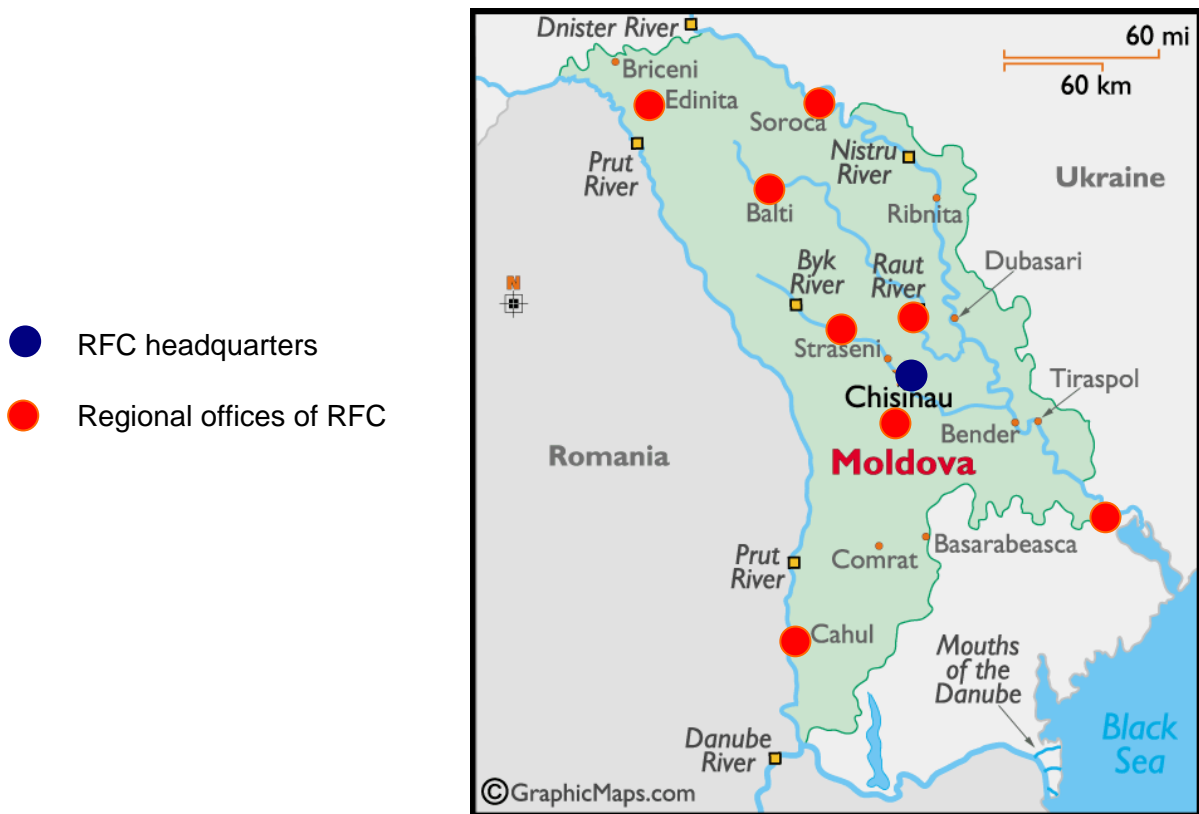 RFC headquarters
Regional offices of RFC
Dnister River
60 mi
60 km
Briceni
Edinita
Soroca
Prut
River
Nistru
River
Ukraine
Balti
Ribnita
Byk
River
Raut
River
Dubasari
N
Straseni
Chisinau
Tiraspol
Bender
Romania
Moldova
Prut
River
Comrat
Basarabeasca
Cahul
Mouths
of the
Danube
Danube
River
Black
Sea
©GraphicMaps.com